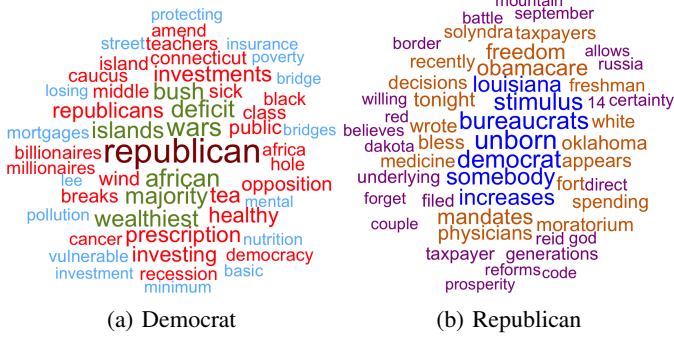 protecting
amend
street teachers insurance
island connecticut poverty
caucus investments bridge
losing middle bush sick
republicans deficit class black
mortgages islands wars public bridges
billionaires republican africa
millionaires hole
lee wind african opposition
breaks majority tea mental
pollution wealthiest healthy
cancer prescription nutrition
vulnerable investing democracy
investment recession basic
minimum
(a) Democrat
mountain
battle september
solyndra taxpayers
border freedom allows
recently obamacare russia
decisions louisiana freshman
willing tonight stimulus 14 certainty
red wrote bureaucrats white
believes bless unborn oklahoma
dakota medicine democrat appears
underlying somebody fort direct
forget filed increases spending
couple mandates moratorium
physicians reid god
taxpayer generations
reforms code
prosperity
(b) Republican